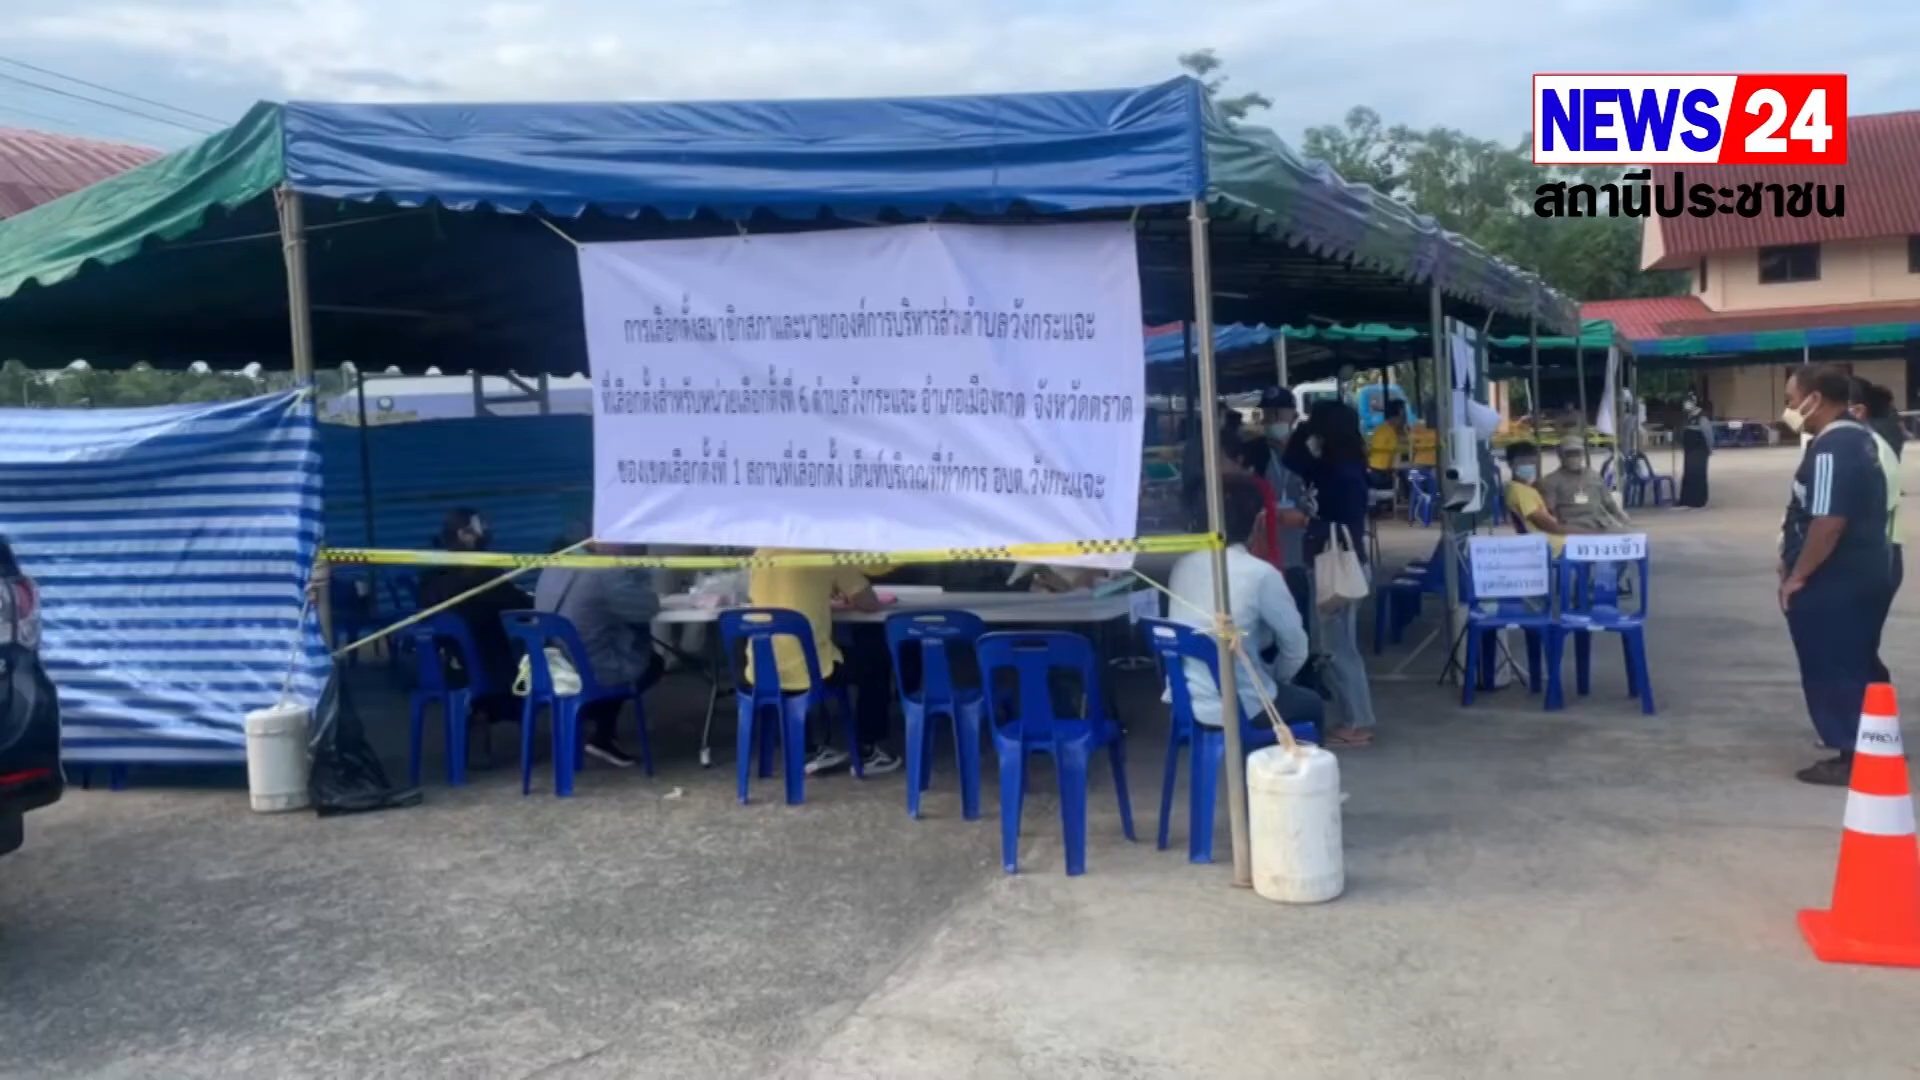 NEWS 24
สถานีประชาชน
การเลือกตั้งสมาชิกสภาและนายกองค์การบริหารส่วนตำบลวังกระแจะ
ที่เลือกตั้งสำหรับหน่วยเลือกตั้งที่ 6 ตำบลวังกระแจะ อำเภอเมืองตราด จังหวัดตราด
ของเขตเลือกตั้งที่ 1 สถานที่เลือกตั้ง เต็นท์บริเวณที่ทำการ อบต.วังกระแจะ
จุดคัดกรอง
ทางเข้า